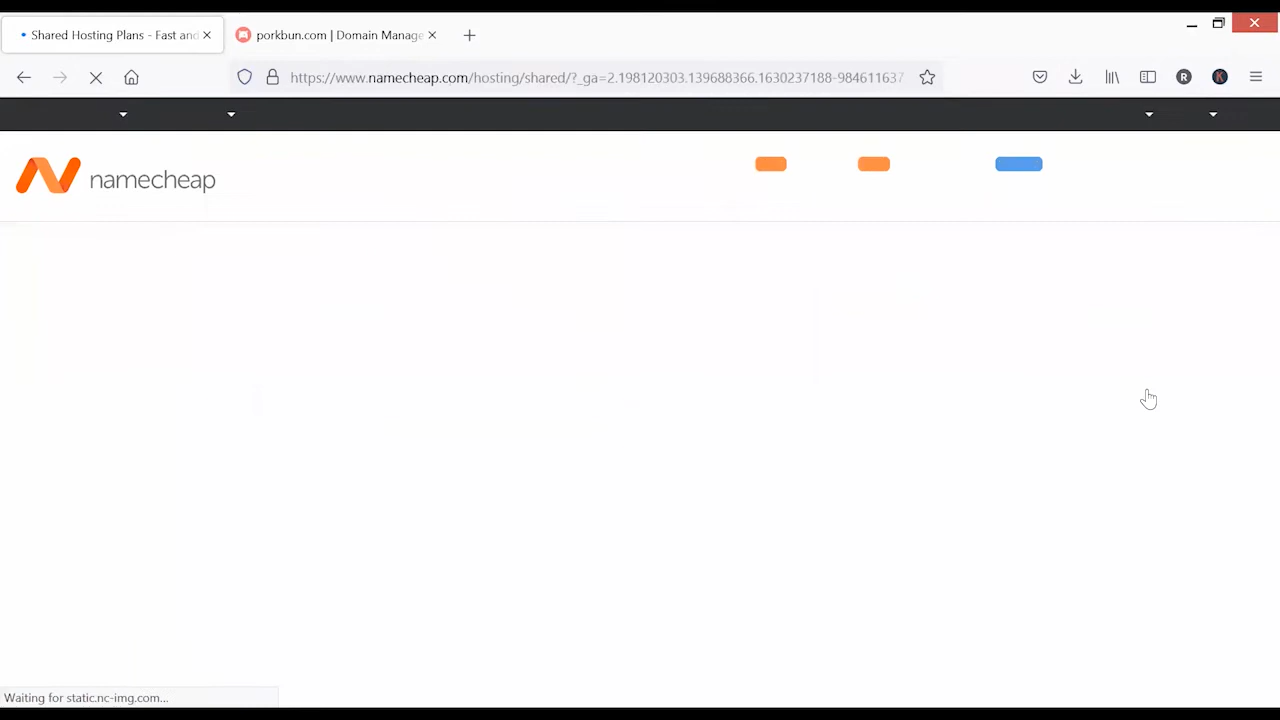 Shared Hosting Plans - Fast and
porkbun.com | Domain Manage
https://www.namecheap.com/hosting/shared/?_ga=2.198120303.139688366.1630237188-984611637
R
K
namecheap
Waiting for static.nc-img.com...